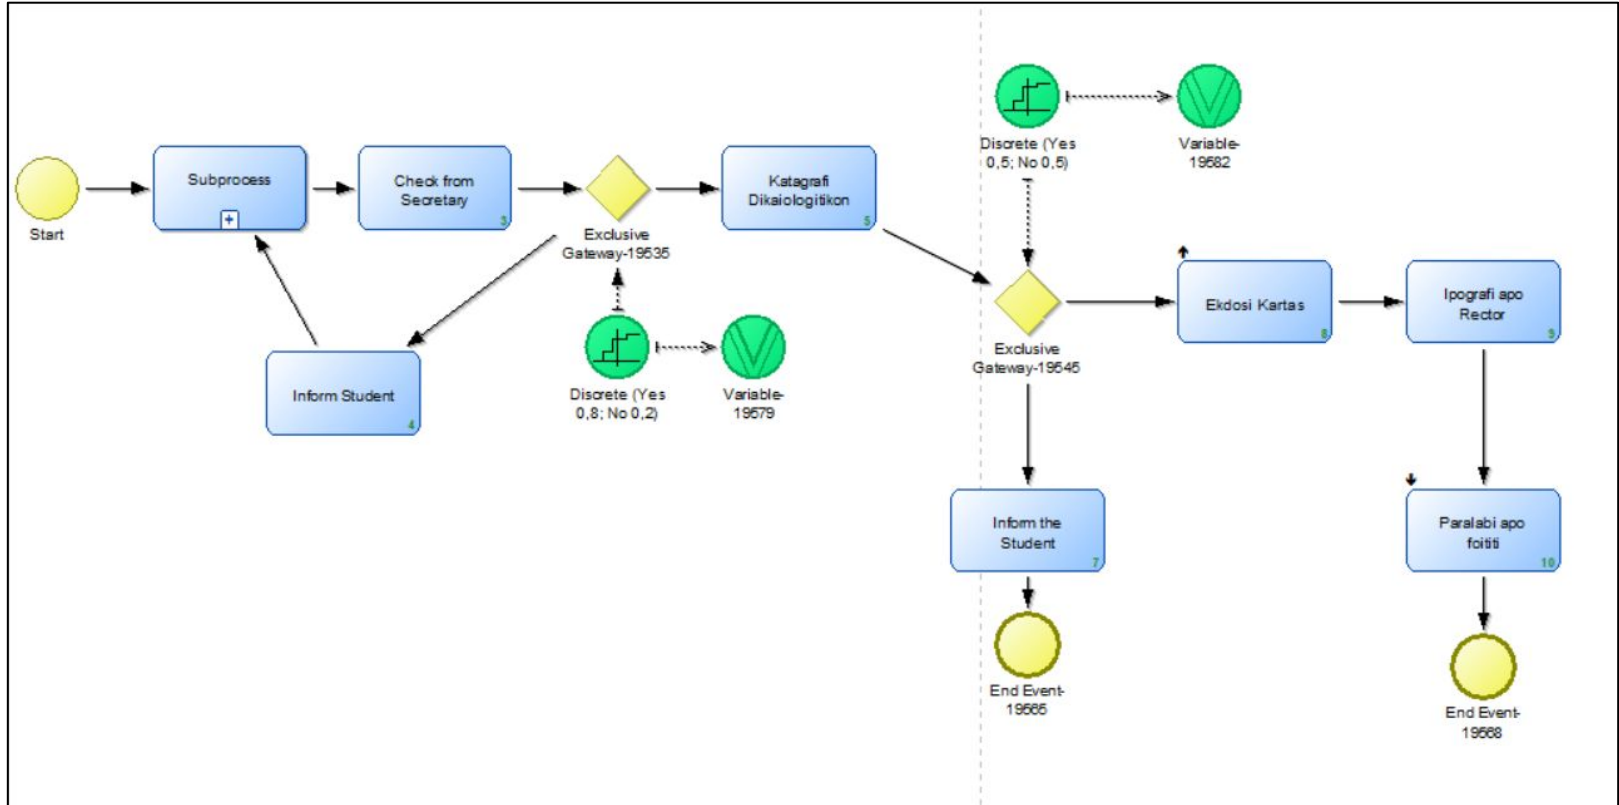 Start
Subprocess
+
Check from
Secretary
3
Exclusive
Gateway-19535
Katagrafi
Dikaiologitikon
5
Inform Student
4
Discrete (Yes
0,8; No 0,2)
Variable-
19579
Discrete (Yes
0,5; No 0,5)
Variable-
19582
Exclusive
Gateway-19545
Ekdosi Kartas
8
Ipografi apo
Rector
9
Inform the
Student
7
Paralabi apo
foititi
10
End Event-
19565
End Event-
19568